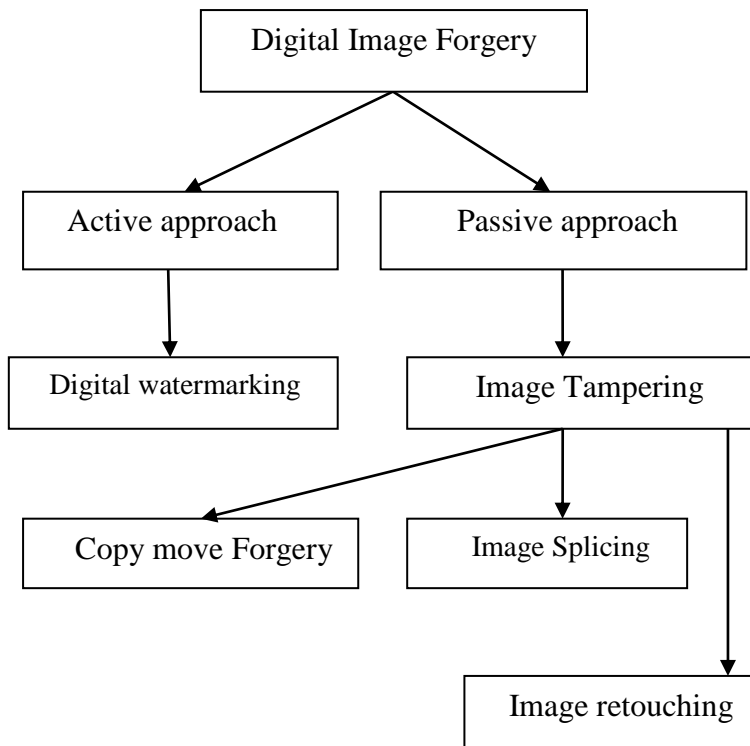 Digital Image Forgery
Active approach
Passive approach
Digital watermarking
Image Tampering
Copy move Forgery
Image Splicing
Image retouching